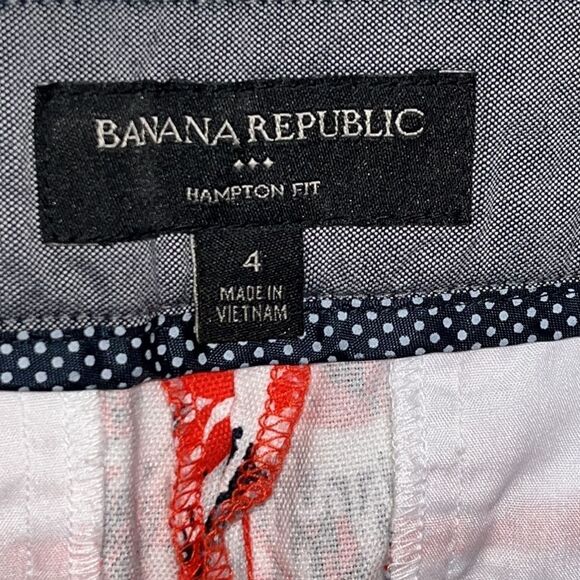 BANANA REPUBLIC
HAMPTON FIT
4
MADE IN
VIETNAM